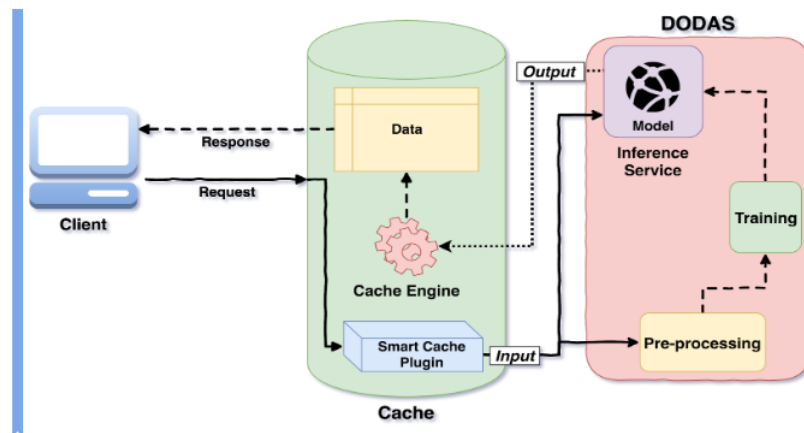 DODAS
Output
Data
Model
Response
Inference
Service
Request
Client
Training
Cache Engine
Smart Cache
Plugin
Input
Pre-processing
Cache